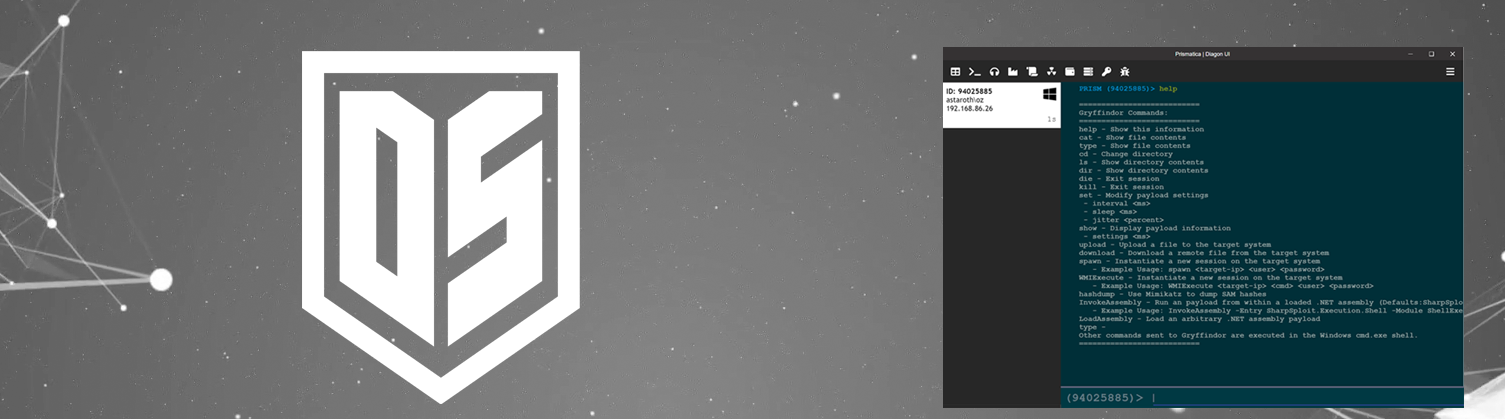 DS
Prismatica | Diagon UI
ID: 94025885
astaroth\oz
192.168.86.26
ls
PRISM (94025885)> help
==========================
Gryffindor Commands:
==========================
help - Show this information
cat - Show file contents
type - Show file contents
cd - Change directory
ls - Show directory contents
dir - Show directory contents
die - Exit session
kill - Exit session
set - Modify payload settings
- interval <ms>
- sleep <ms>
- jitter <percent>
show - Display payload information
- settings <ms>
upload - Upload a file to the target system
download - Download a remote file from the target system
spawn - Instantiate a new session on the target system
- Example Usage: spawn <target-ip> <user> <password>
WMIExecute - Instantiate a new session on the target system
- Example Usage: WMIExecute <target-ip> <cmd> <user> <password>
hashdump - Use Mimikatz to dump SAM hashes
InvokeAssembly - Run an payload from within a loaded .NET assembly (Defaults:SharpSplo
- Example Usage: InvokeAssembly -Entry SharpSploit.Execution.Shell -Module ShellExe
LoadAssembly - Load an arbitrary .NET assembly payload
type -
Other commands sent to Gryffindor are executed in the Windows cmd.exe shell.
==========================
(94025885)> |